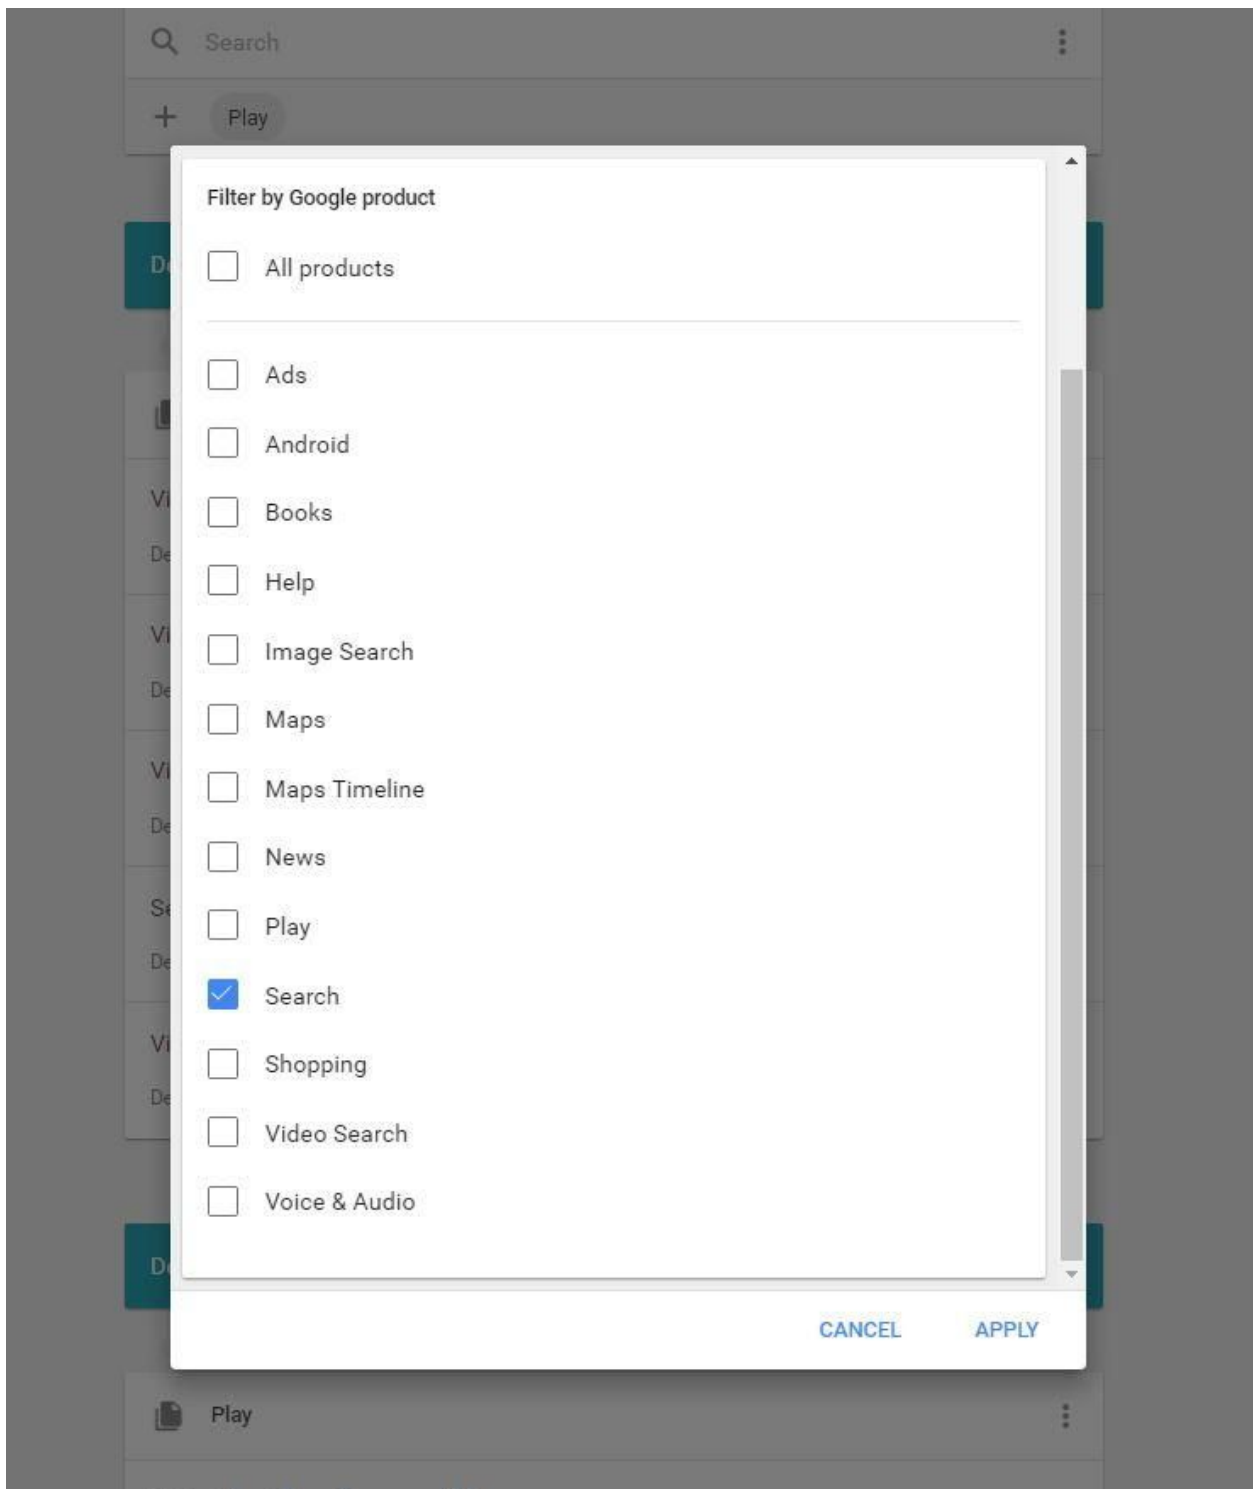 Search
Play
Filter by Google product
All products
Ads
Android
Books
Help
Image Search
Maps
Maps Timeline
News
Play
Search
Shopping
Video Search
Voice & Audio
CANCEL APPLY
Play